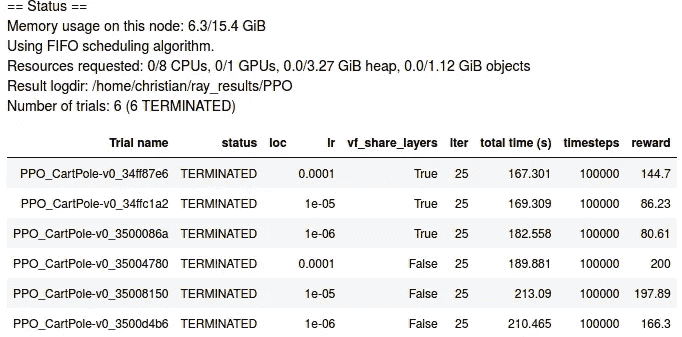 == Status ==
Memory usage on this node: 6.3/15.4 GiB
Using FIFO scheduling algorithm.
Resources requested: 0/8 CPUs, 0/1 GPUs, 0.0/3.27 GiB heap, 0.0/1.12 GiB objects
Result logdir: /home/christian/ray_results/PPO
Number of trials: 6 (6 TERMINATED)
Trial name status loc lr vf_share_layers iter total time (s) timesteps reward
PPO_CartPole-v0_34ff87e6 TERMINATED 0.0001 True 25 167.301 100000 144.7
PPO_CartPole-v0_34ffc1a2 TERMINATED 1e-05 True 25 169.309 100000 86.23
PPO_CartPole-v0_3500086a TERMINATED 1e-06 True 25 182.558 100000 80.61
PPO_CartPole-v0_35004780 TERMINATED 0.0001 False 25 189.881 100000 200
PPO_CartPole-v0_35008150 TERMINATED 1e-05 False 25 213.09 100000 197.89
PPO_CartPole-v0_3500d4b6 TERMINATED 1e-06 False 25 210.465 100000 166.3